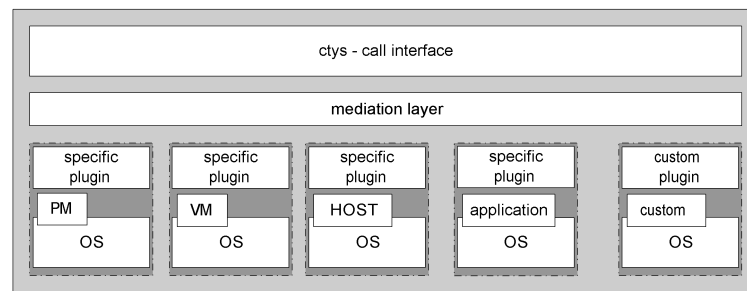 ctys - call interface
mediation layer
specific
plugin
PM
OS
specific
plugin
VM
OS
specific
plugin
HOST
OS
specific
plugin
application
OS
custom
plugin
custom
OS